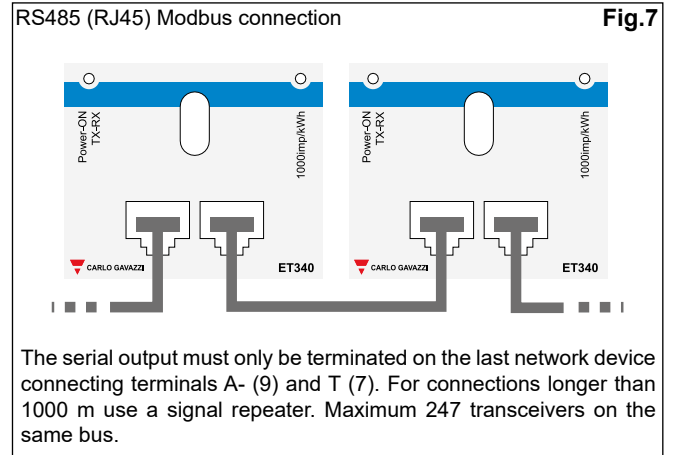 RS485 (RJ45) Modbus connection Fig.7
Power-ON
TX-RX
1000imp/kWh
Power-ON
TX-RX
1000imp/kWh
CARLO GAVAZZI
ET340
CARLO GAVAZZI
ET340
The serial output must only be terminated on the last network device
connecting terminals A- (9) and T (7). For connections longer than
1000 m use a signal repeater. Maximum 247 transceivers on the
same bus.